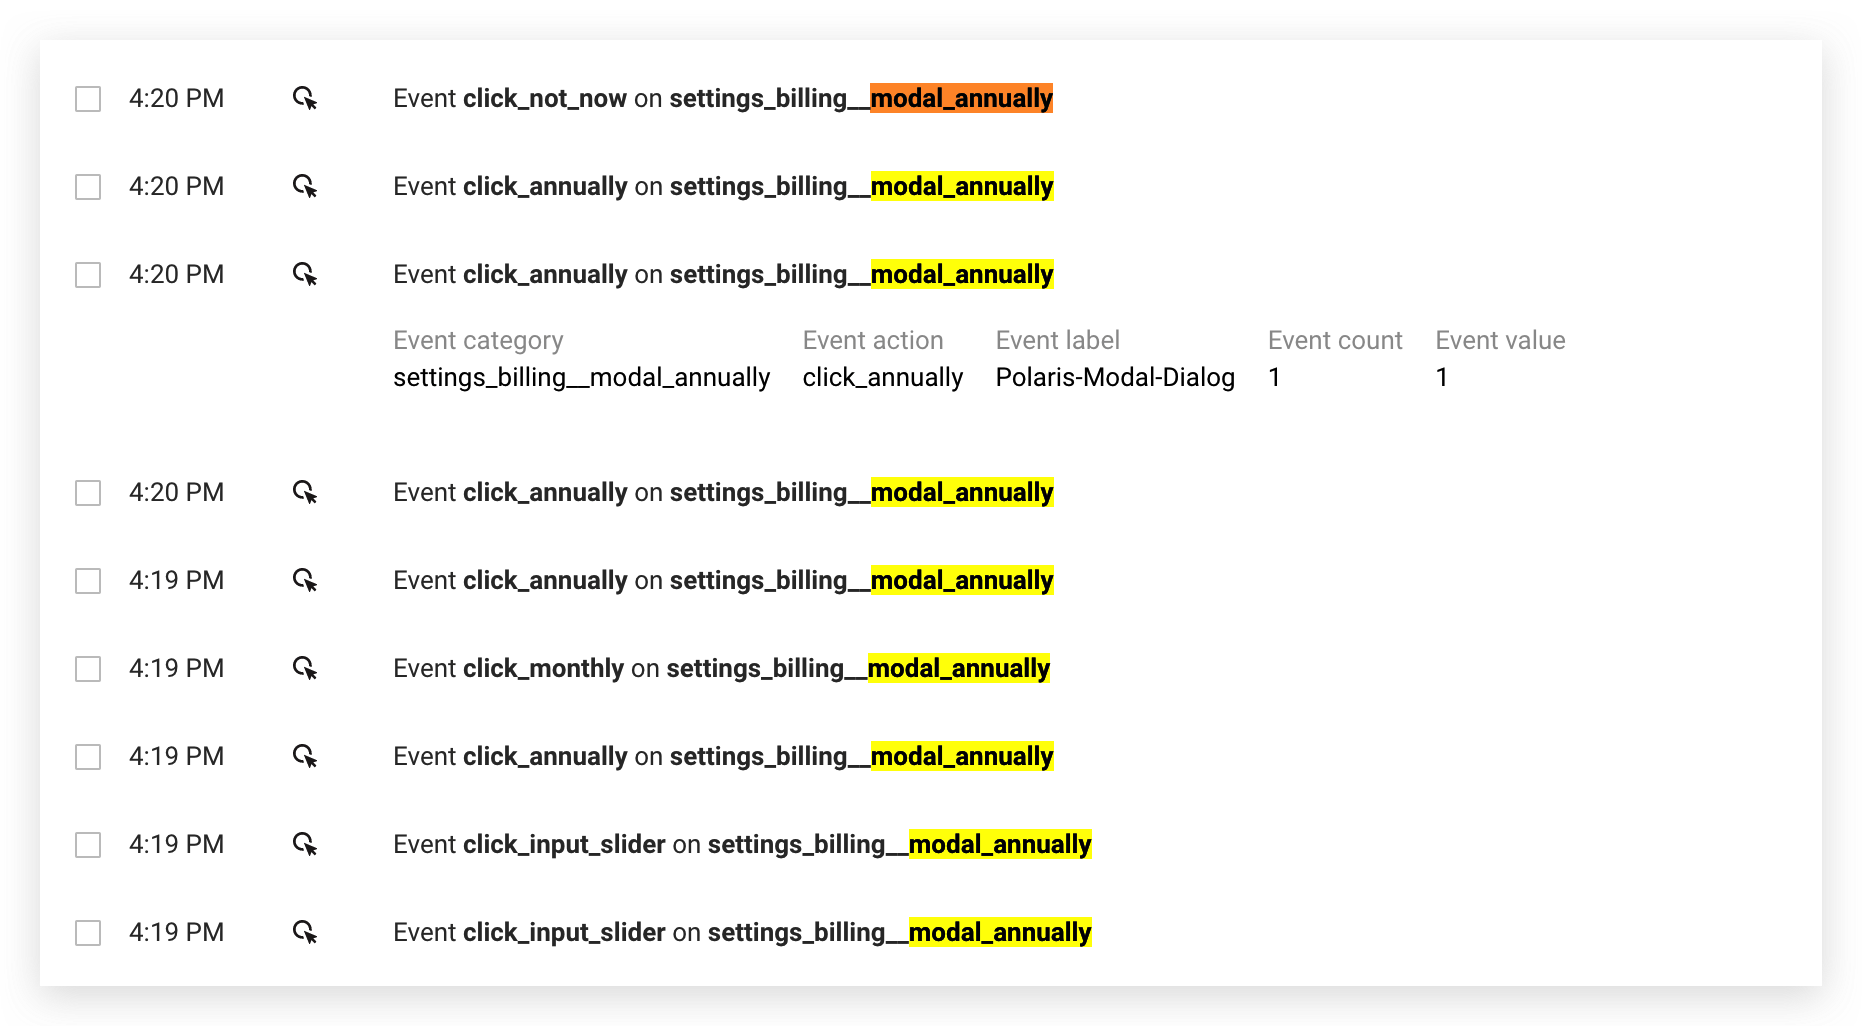 4:20 PM Event click_not_now on settings_billing__modal_annually
4:20 PM Event click_annually on settings_billing__modal_annually
4:20 PM Event click_annually on settings_billing__modal_annually
Event category Event action Event label Event count Event value
settings_billing__modal_annually click_annually Polaris-Modal-Dialog 1 1
4:20 PM Event click_annually on settings_billing__modal_annually
4:19 PM Event click_annually on settings_billing__modal_annually
4:19 PM Event click_monthly on settings_billing__modal_annually
4:19 PM Event click_annually on settings_billing__modal_annually
4:19 PM Event click_input_slider on settings_billing__modal_annually
4:19 PM Event click_input_slider on settings_billing__modal_annually